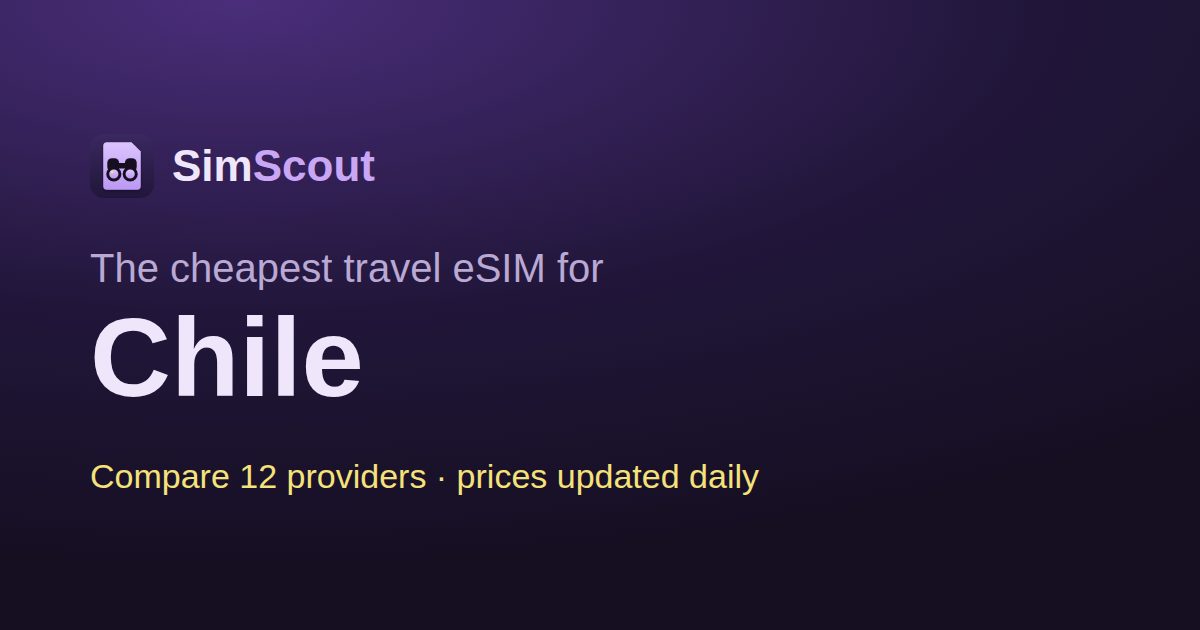 SimScout
The cheapest travel eSIM for
Chile
Compare 12 providers · prices updated daily